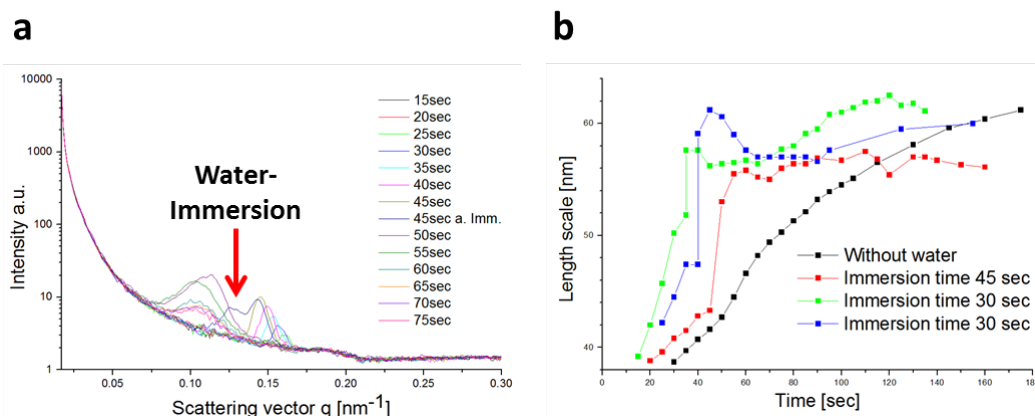 a
b
10000
1000
100
10
1
Intensity a.u.
0.05
0.10
0.15
0.20
0.25
0.30
Scattering vector q [nm-1]
Water-
Immersion
15sec
20sec
25sec
30sec
35sec
40sec
45sec
45sec a. Imm.
50sec
55sec
60sec
65sec
70sec
75sec
60
50
40
Length scale [nm]
0
20
40
60
80
100
120
140
160
Time [sec]
Without water
Immersion time 45 sec
Immersion time 30 sec
Immersion time 30 sec